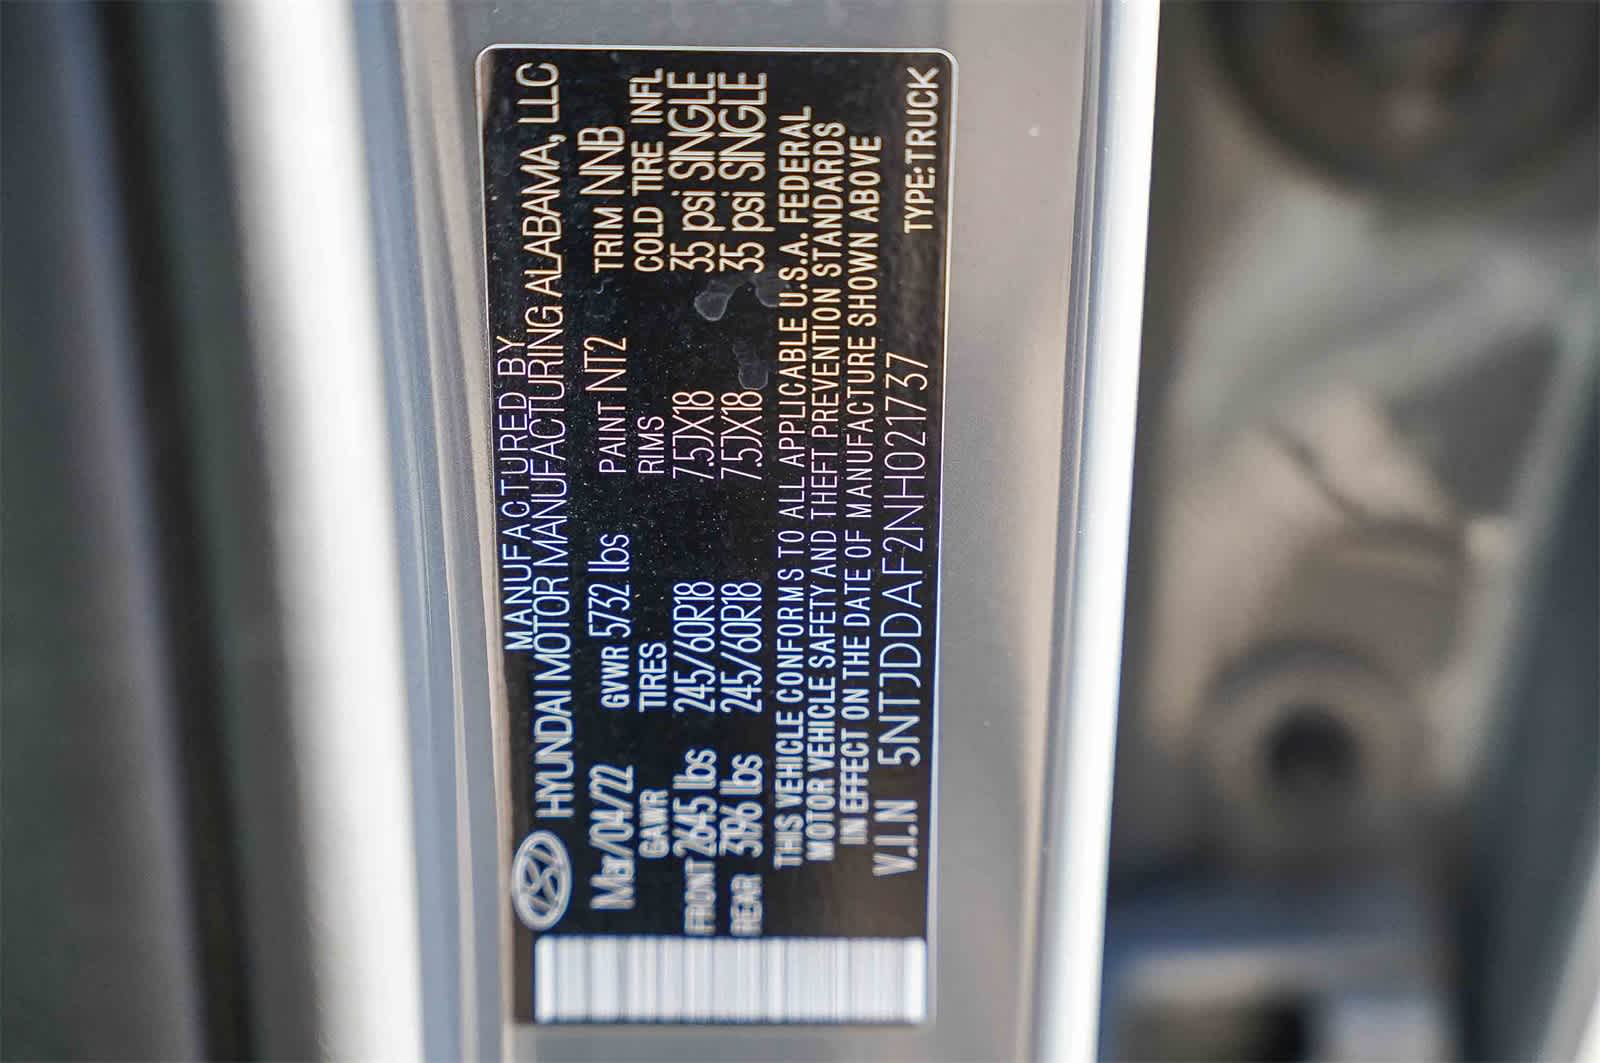 MANUFACTURED BY
HYUNDAI MOTOR MANUFACTURING ALABAMA, LLC
Mar/04/22 GVWR 5732 lbs PAINT NT2 TRIM NNB
GAWR TIRES RIMS COLD TIRE INFL
FRONT 2645 lbs 245/60R18 7.5JX18 35 psi SINGLE
REAR 3196 lbs 245/60R18 7.5JX18 35 psi SINGLE
THIS VEHICLE CONFORMS TO ALL APPLICABLE U.S.A. FEDERAL
MOTOR VEHICLE SAFETY AND THEFT PREVENTION STANDARDS
IN EFFECT ON THE DATE OF MANUFACTURE SHOWN ABOVE
V.I.N 5NTJDDAF2NH021737 TYPE:TRUCK